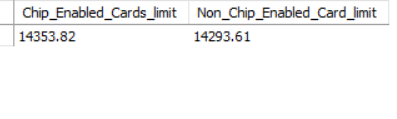 Chip_Enabled_Cards_limit Non_Chip_Enabled_Card_limit
14353.82 14293.61